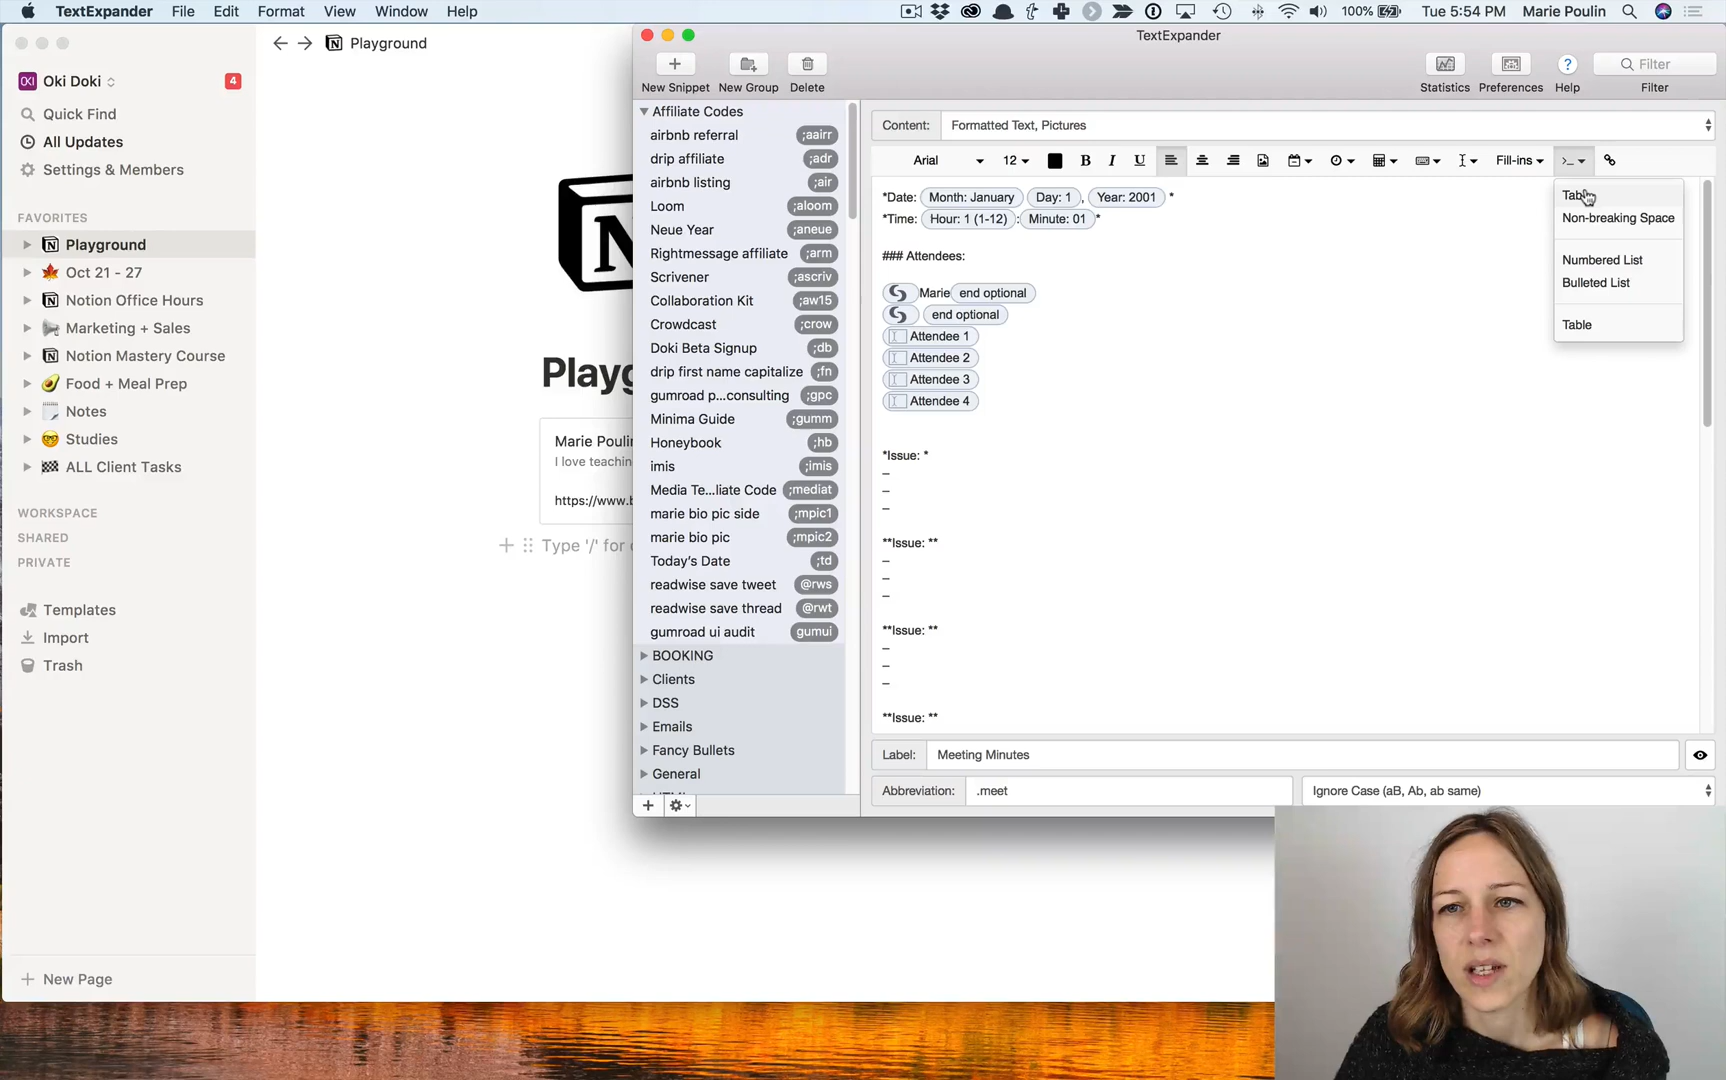 TextExpander File Edit Format View Window Help
100% Tue 5:54 PM Marie Poulin
Playground
Oki Doki
4
Quick Find
All Updates
Settings & Members
FAVORITES
Playground
Oct 21 - 27
Notion Office Hours
Marketing + Sales
Notion Mastery Course
Food + Meal Prep
Notes
Studies
ALL Client Tasks
WORKSPACE
SHARED
PRIVATE
Templates
Import
Trash
New Page
Marie Poulin
I love teachin
https://www.b
Type '/' for c
TextExpander
New Snippet New Group Delete
Statistics Preferences Help Filter
Filter
Affiliate Codes
airbnb referral ;aairr
drip affiliate ;adr
airbnb listing ;air
Loom ;aloom
Neue Year ;aneue
Rightmessage affiliate ;arm
Scrivener ;ascriv
Collaboration Kit ;aw15
Crowdcast ;crow
Doki Beta Signup ;db
drip first name capitalize ;fn
gumroad p...consulting ;gpc
Minima Guide ;gumm
Honeybook ;hb
imis ;imis
Media Te...liate Code ;mediat
marie bio pic side ;mpic1
marie bio pic ;mpic2
Today's Date ;td
readwise save tweet @rws
readwise save thread @rwt
gumroad ui audit gumui
BOOKING
Clients
DSS
Emails
Fancy Bullets
General
Content: Formatted Text, Pictures
Arial 12 B I U Fill-ins
*Date: Month: January Day: 1 , Year: 2001 *
*Time: Hour: 1 (1-12) : Minute: 01 *
### Attendees:
Marie end optional
end optional
Attendee 1
Attendee 2
Attendee 3
Attendee 4
*Issue: *
–
–
–
**Issue: **
–
–
–
**Issue: **
–
–
–
**Issue: **
Non-breaking Space
Numbered List
Bulleted List
Table
Label: Meeting Minutes
Abbreviation: .meet Ignore Case (aB, Ab, ab same)